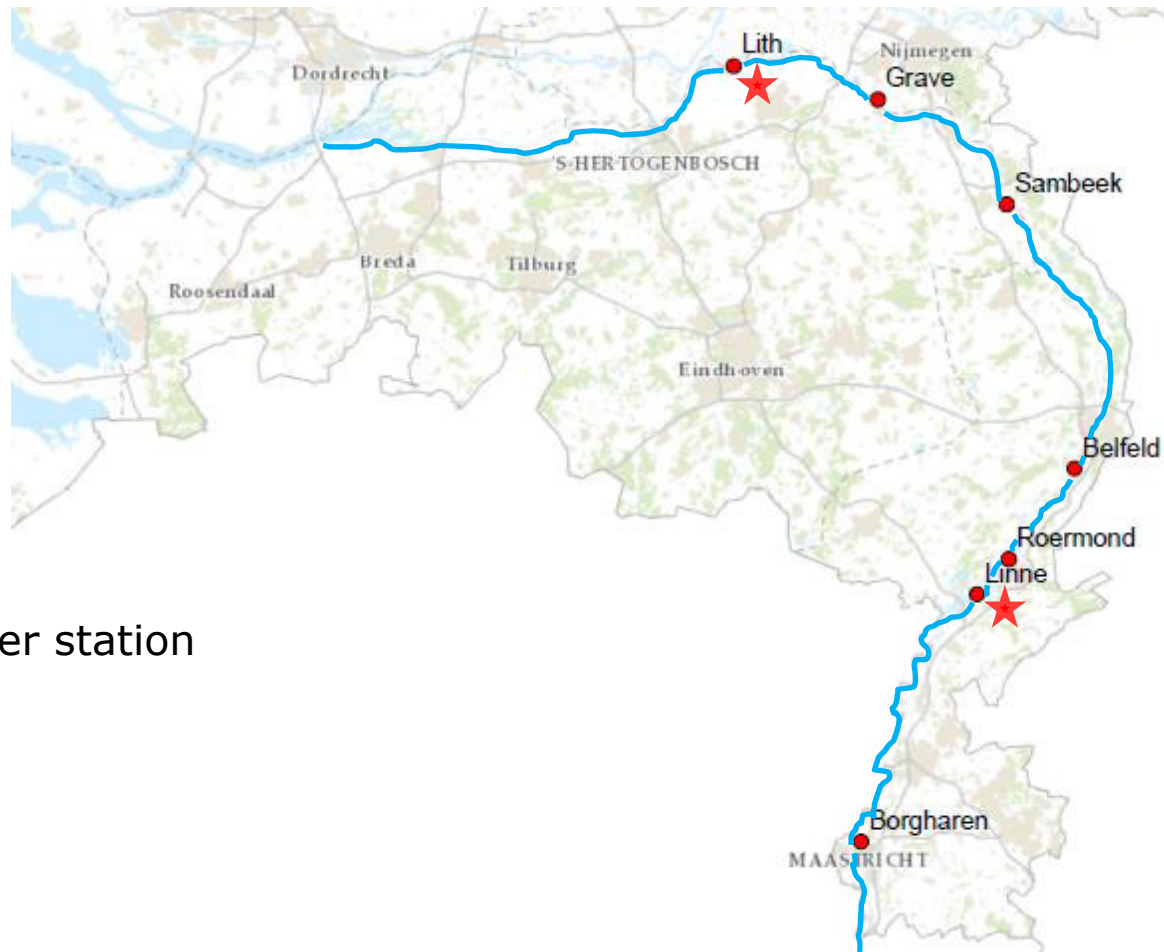 Lith
Nijmegen
Dordrecht
Grave
'S-HERTOGENBOSCH
Sambeek
Breda
Tilburg
Roosendaal
Eindhoven
Belfeld
Roermond
Linne
er station
Borgharen
MAASTRICHT